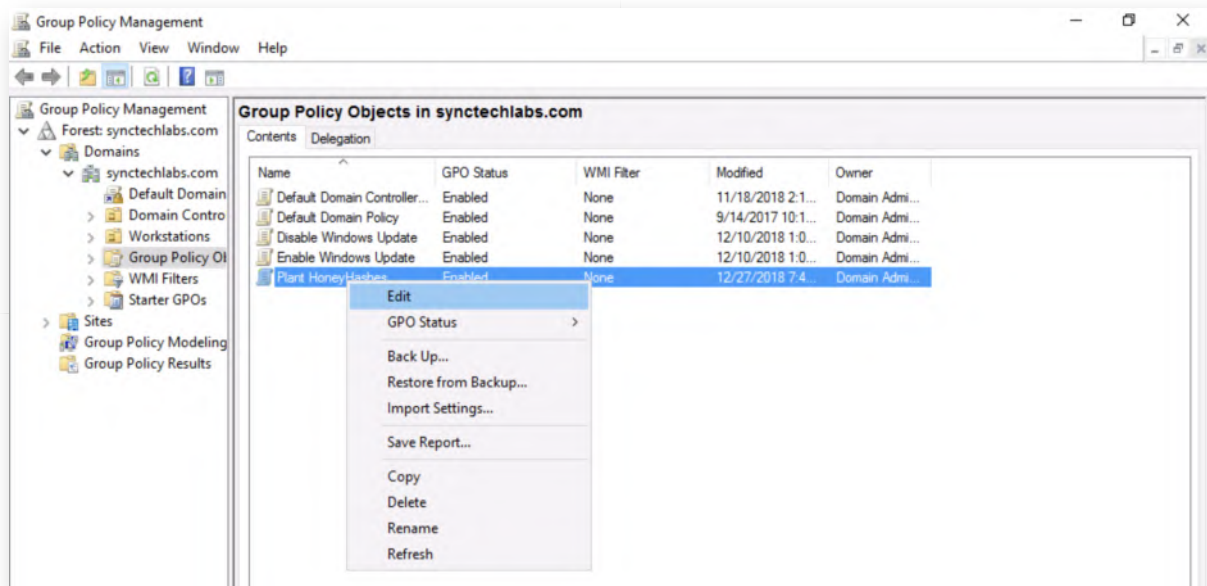 Group Policy Management
File Action View Window Help
Group Policy Management
Forest: synctechlabs.com
Domains
synctechlabs.com
Default Domain
Domain Contro
Workstations
Group Policy Ob
WMI Filters
Starter GPOs
Sites
Group Policy Modeling
Group Policy Results
Group Policy Objects in synctechlabs.com
Contents Delegation
Name GPO Status WMI Filter Modified Owner
Default Domain Controller... Enabled None 11/18/2018 2:1... Domain Admi...
Default Domain Policy Enabled None 9/14/2017 10:1... Domain Admi...
Disable Windows Update Enabled None 12/10/2018 1:0... Domain Admi...
Enable Windows Update Enabled None 12/10/2018 1:0... Domain Admi...
Plant HoneyHashes Enabled None 12/27/2018 7:4... Domain Admi...
Edit
GPO Status
Back Up...
Restore from Backup...
Import Settings...
Save Report...
Copy
Delete
Rename
Refresh